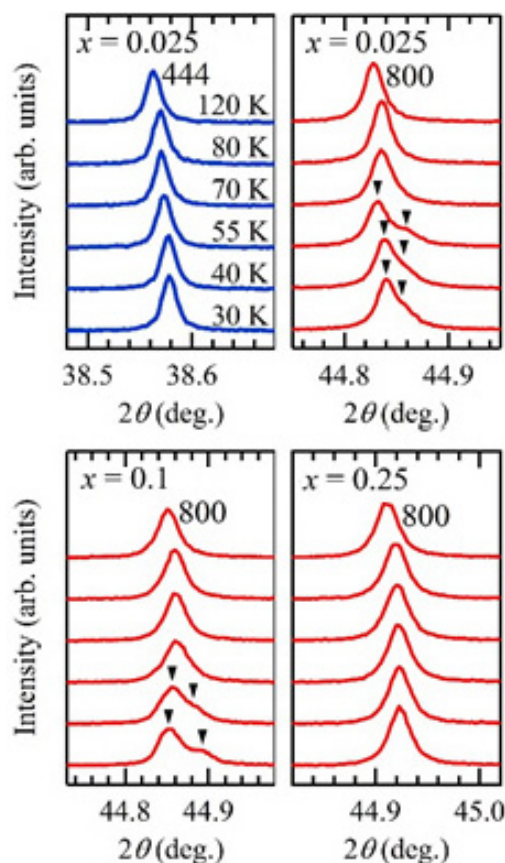 x = 0.025
444
120 K
80 K
70 K
55 K
40 K
30 K
38.5 38.6
2θ (deg.)
Intensity (arb. units)
x = 0.025
800
44.8 44.9
2θ (deg.)
x = 0.1
800
44.8 44.9
2θ (deg.)
Intensity (arb. units)
x = 0.25
800
44.9 45.0
2θ (deg.)